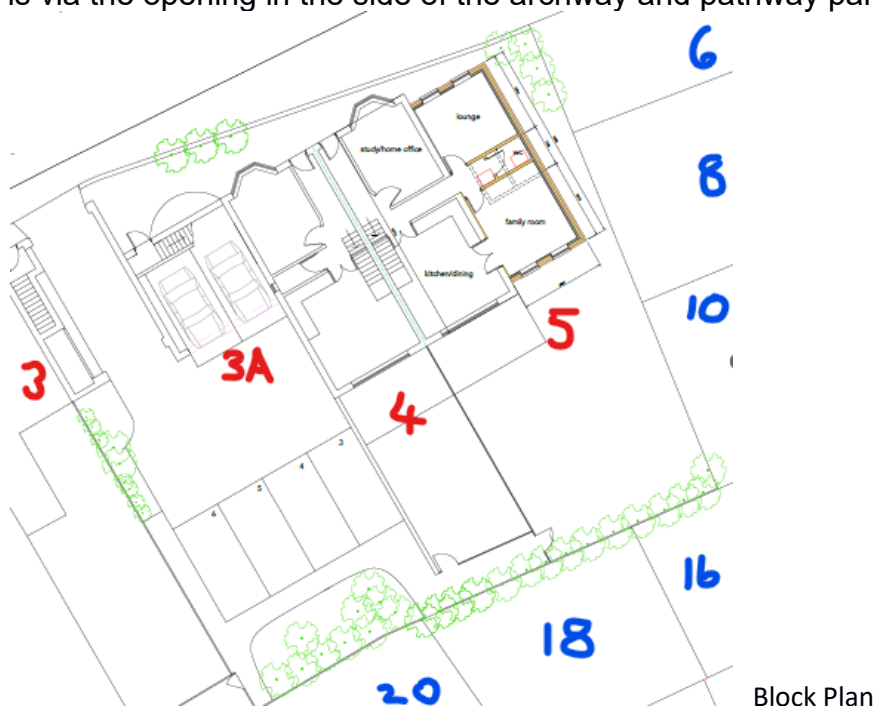 is via the opening in the side of the archway and pathway par
6
lounge
study/home office
WC
8
family room
kitchen/dining
10
5
3
3A
4
3
4
5
6
16
18
20
Block Plan